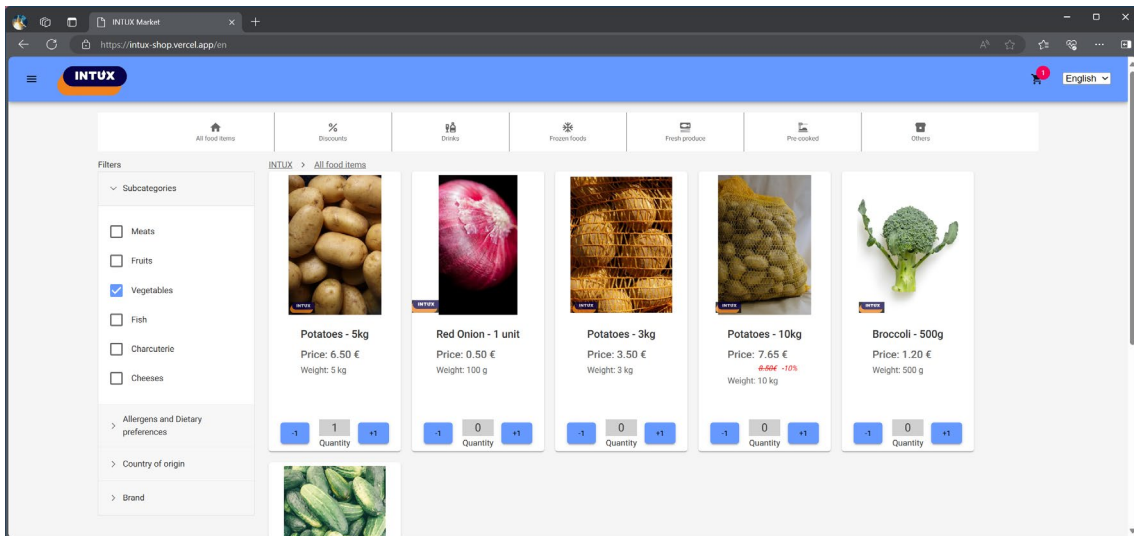 INTUX Market
https://intux-shop.vercel.app/en
INTUX
1
English
All food items
Discounts
Drinks
Frozen foods
Fresh produce
Pre-cooked
Others
Filters
INTUX > All food items
Subcategories
Meats
Fruits
Vegetables
Fish
Charcuterie
Cheeses
Allergens and Dietary
preferences
Country of origin
Brand
INTUX
Potatoes - 5kg
Price: 6.50 €
Weight: 5 kg
-1
1
+1
Quantity
INTUX
Red Onion - 1 unit
Price: 0.50 €
Weight: 100 g
-1
0
+1
Quantity
INTUX
Potatoes - 3kg
Price: 3.50 €
Weight: 3 kg
-1
0
+1
Quantity
INTUX
Potatoes - 10kg
Price: 7.65 €
8.50€ -10%
Weight: 10 kg
-1
0
+1
Quantity
INTUX
Broccoli - 500g
Price: 1.20 €
Weight: 500 g
-1
0
+1
Quantity